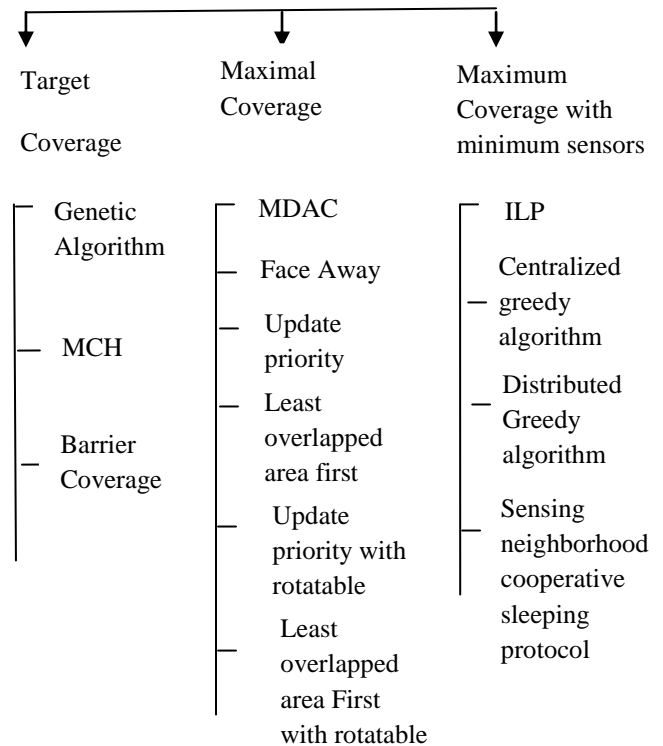 Target
Coverage
Maximal
Coverage
Maximum
Coverage with
minimum sensors
Genetic
Algorithm
MCH
Barrier
Coverage
MDAC
Face Away
Update
priority
Least
overlapped
area first
Update
priority with
rotatable
Least
overlapped
area First
with rotatable
ILP
Centralized
greedy
algorithm
Distributed
Greedy
algorithm
Sensing
neighborhood
cooperative
sleeping
protocol